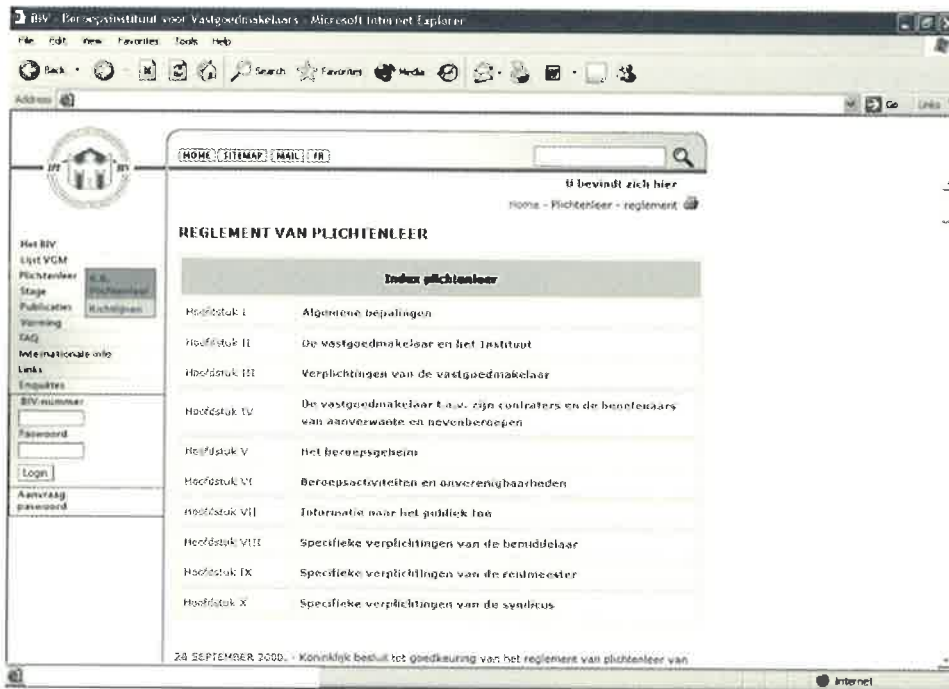 BIV - Beroepsinstituut voor Vastgoedmakelaars - Microsoft Internet Explorer
File Edit View Favorites Tools Help
Back Search Favorites Media
Address Go Links
HOME SITEMAP MAIL FR
U bevindt zich hier
Home - Plichtenleer - reglement
REGLEMENT VAN PLICHTENLEER
Het BIV
Lijst VGM
Plichtenleer
Stage
Publicaties
Vorming
FAQ
Internationale info
Links
Enquêtes
Plichtenleer
Richtlijnen
BIV-nummer
Paswoord
Login
Aanvraag
paswoord
Index plichtenleer
Hoofdstuk I Algemene bepalingen
Hoofdstuk II De vastgoedmakelaar en het Instituut
Hoofdstuk III Verplichtingen van de vastgoedmakelaar
Hoofdstuk IV De vastgoedmakelaar t.a.v. zijn confraters en de beoefenaars
van aanverwante en nevenberoepen
Hoofdstuk V Het beroepsgeheim
Hoofdstuk VI Beroepsactiviteiten en onverenigbaarheden
Hoofdstuk VII Informatie naar het publiek toe
Hoofdstuk VIII Specifieke verplichtingen van de bemiddelaar
Hoofdstuk IX Specifieke verplichtingen van de rentmeester
Hoofdstuk X Specifieke verplichtingen van de syndicus
28 SEPTEMBER 2000. - Koninklijk besluit tot goedkeuring van het reglement van plichtenleer van
Internet